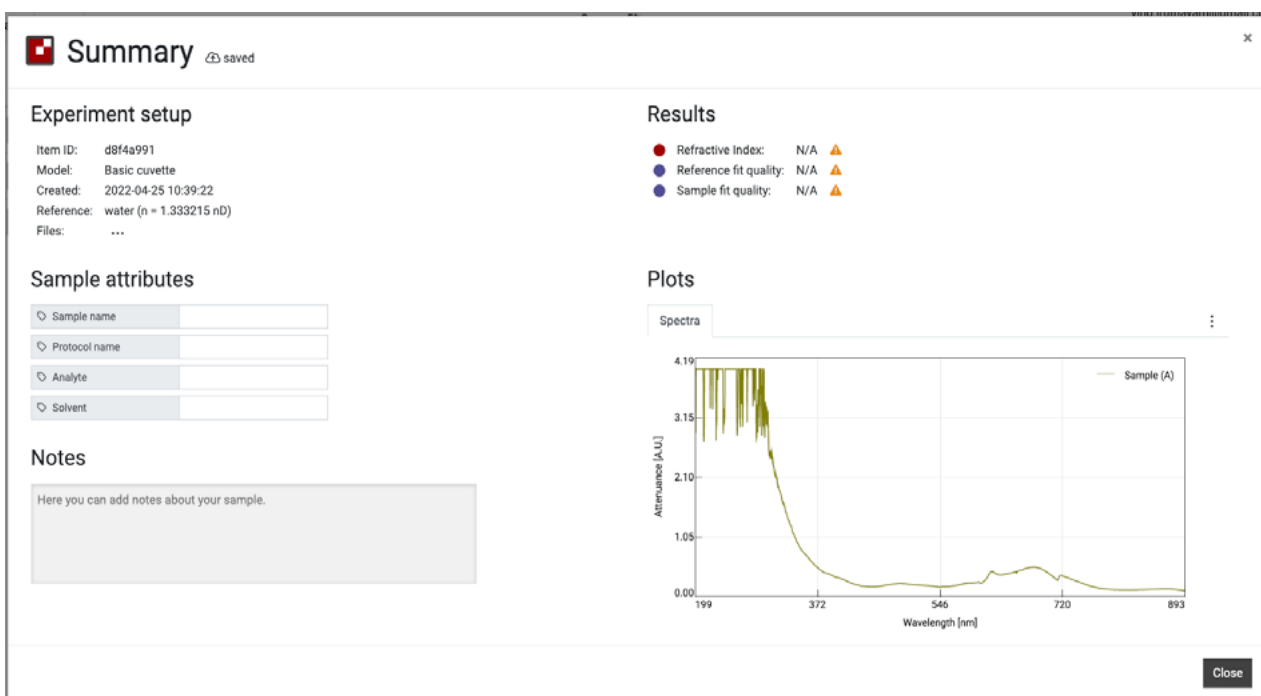 Summary saved
×
Experiment setup
Item ID: d8f4a991
Model: Basic cuvette
Created: 2022-04-25 10:39:22
Reference: water (n = 1.333215 nD)
Files: ...
Sample attributes
Sample name
Protocol name
Analyte
Solvent
Notes
Here you can add notes about your sample.
Results
Refractive Index: N/A
Reference fit quality: N/A
Sample fit quality: N/A
Plots
Spectra
4.19
3.15
2.10
1.05
0.00
Attenuance [A.U.]
Sample (A)
199 372 546 720 893
Wavelength [nm]
Close